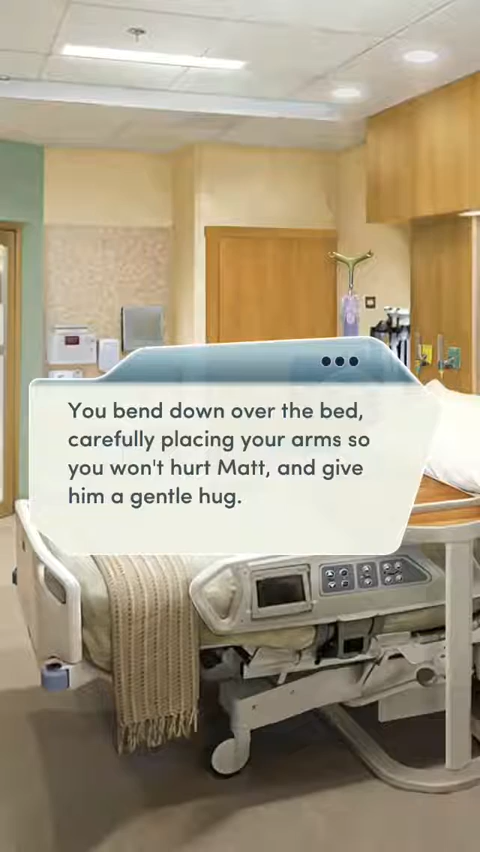 You bend down over the bed,
carefully placing your arms so
you won't hurt Matt, and give
him a gentle hug.